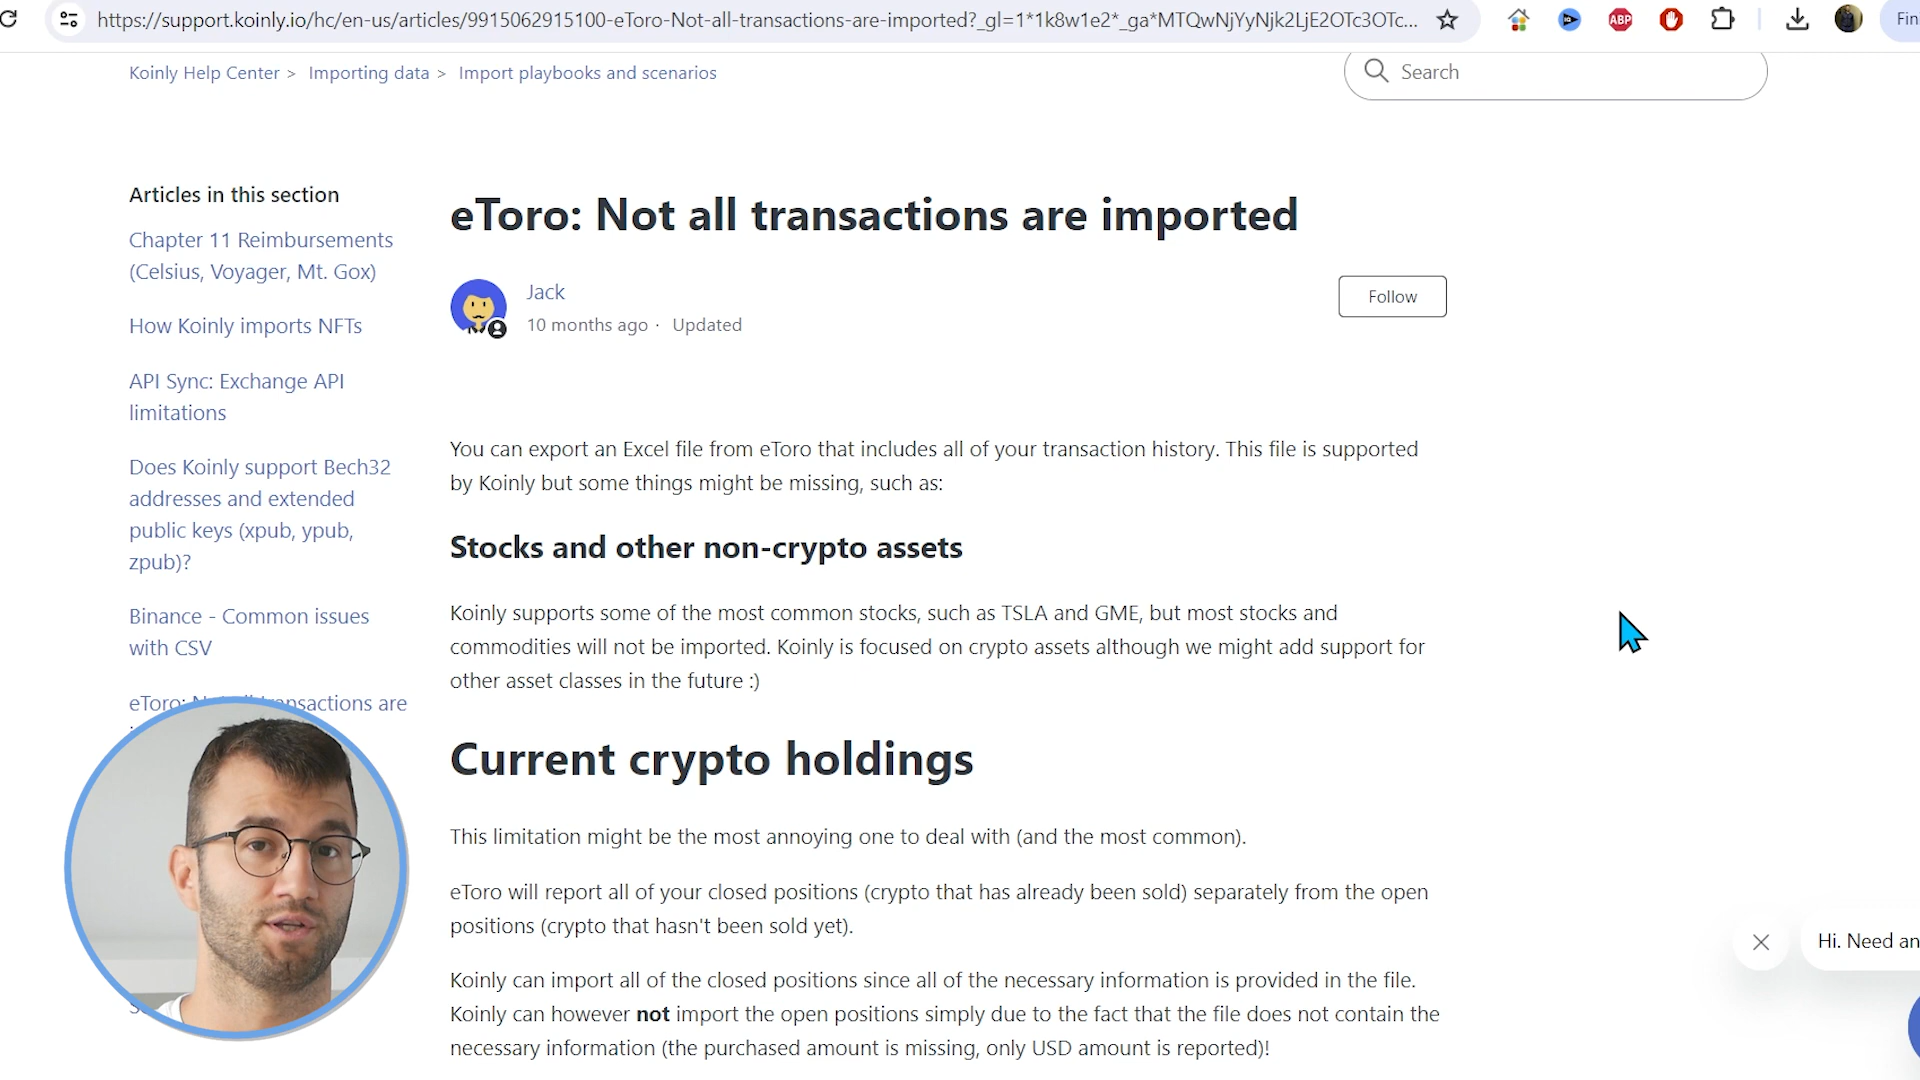 https://support.koinly.io/hc/en-us/articles/9915062915100-eToro-Not-all-transactions-are-imported?_gl=1*1k8w1e2*_ga*MTQwNjYyNjk2LjE2OTc3OTc...
ABP
Fin
Koinly Help Center > Importing data > Import playbooks and scenarios
Search
Articles in this section
Chapter 11 Reimbursements
(Celsius, Voyager, Mt. Gox)
How Koinly imports NFTs
API Sync: Exchange API
limitations
Does Koinly support Bech32
addresses and extended
public keys (xpub, ypub,
zpub)?
Binance - Common issues
with CSV
eToro: Not all transactions are
eToro: Not all transactions are imported
Jack
10 months ago · Updated
Follow
You can export an Excel file from eToro that includes all of your transaction history. This file is supported
by Koinly but some things might be missing, such as:
Stocks and other non-crypto assets
Koinly supports some of the most common stocks, such as TSLA and GME, but most stocks and
commodities will not be imported. Koinly is focused on crypto assets although we might add support for
other asset classes in the future :)
Current crypto holdings
This limitation might be the most annoying one to deal with (and the most common).
eToro will report all of your closed positions (crypto that has already been sold) separately from the open
positions (crypto that hasn't been sold yet).
Koinly can import all of the closed positions since all of the necessary information is provided in the file.
Koinly can however not import the open positions simply due to the fact that the file does not contain the
necessary information (the purchased amount is missing, only USD amount is reported)!
Hi. Need an